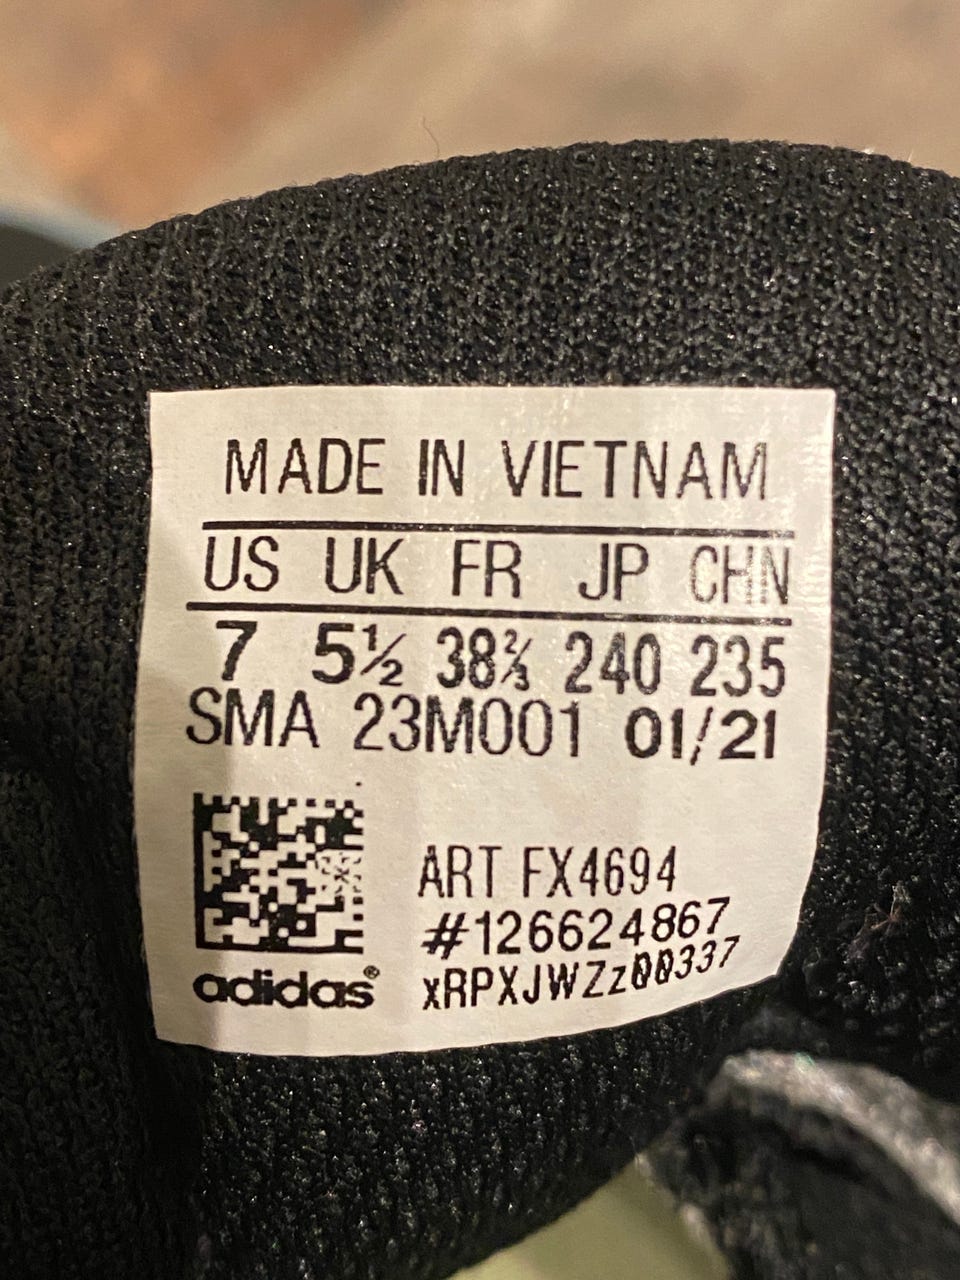 MADE IN VIETNAM
US UK FR JP CHN
7 5½ 38⅔ 240 235
SMA 23M001 01/21
ART FX4694
#126624867
xRPXJWZz00337
adidas®